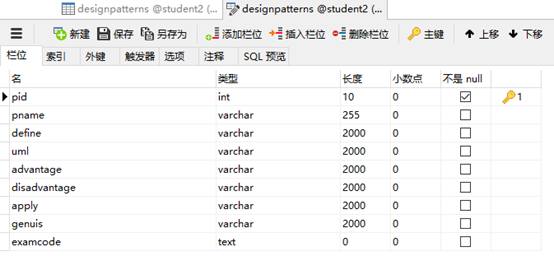 designpatterns @student2 (... designpatterns @student2 (...
新建 保存 另存为 添加栏位 插入栏位 删除栏位 主键 上移 下移
栏位 索引 外键 触发器 选项 注释 SQL 预览
名 类型 长度 小数点 不是 null
pid int 10 0 1
pname varchar 255 0
define varchar 2000 0
uml varchar 2000 0
advantage varchar 2000 0
disadvantage varchar 2000 0
apply varchar 2000 0
genuis varchar 2000 0
examcode text 0 0